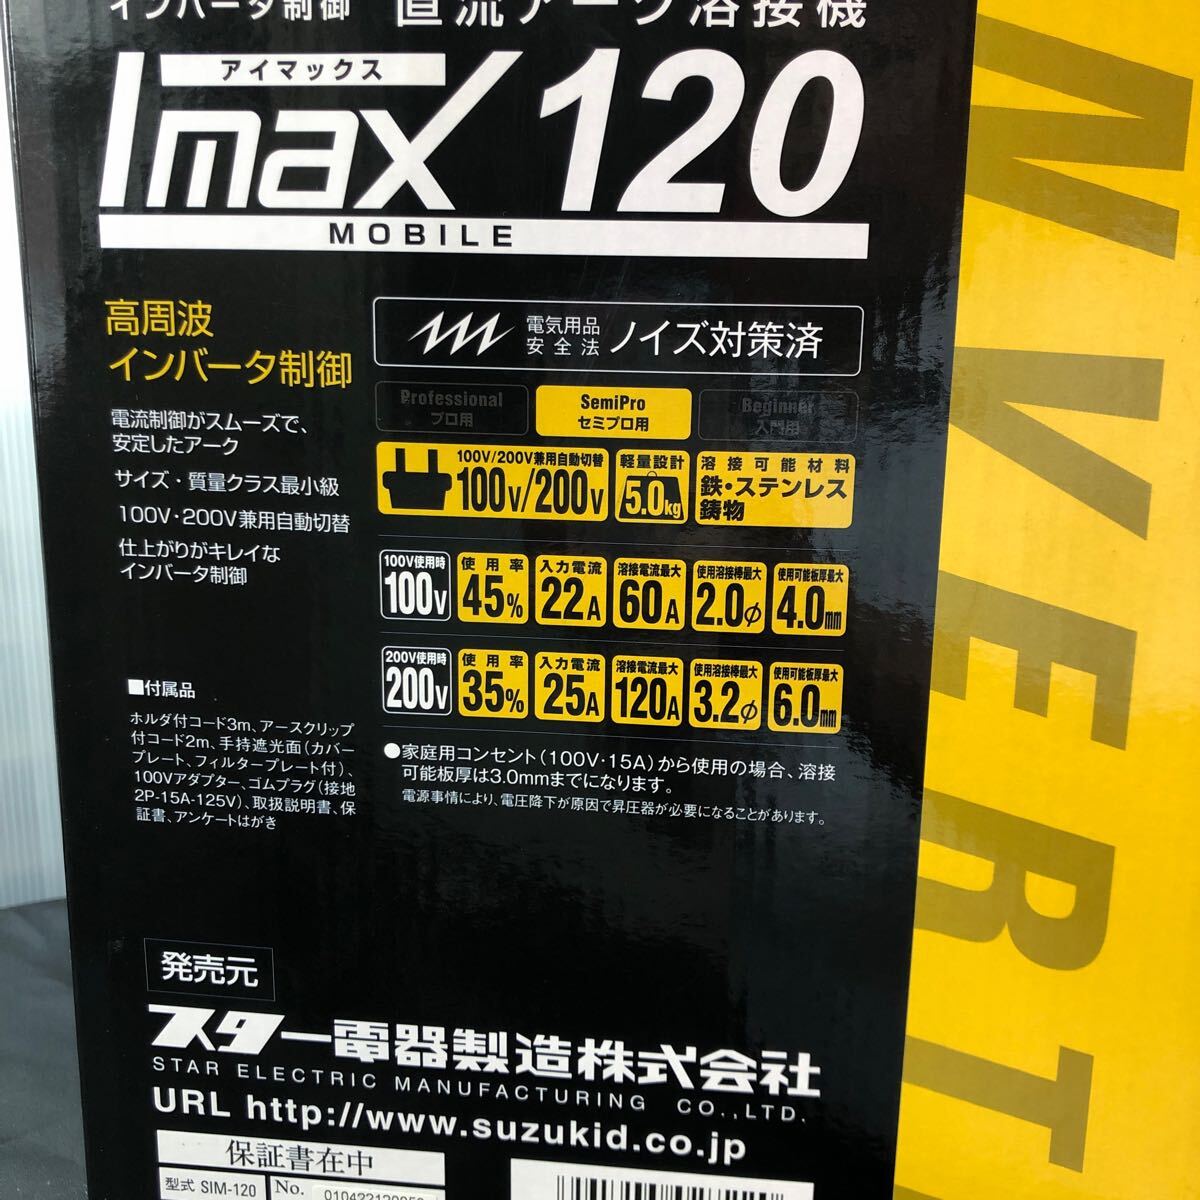 インバータ制御 直流アーク溶接機
アイマックス
Imax 120
MOBILE
高周波
インバータ制御
電流制御がスムーズで、
安定したアーク
サイズ・質量クラス最小級
100V・200V兼用自動切替
仕上がりがキレイな
インバータ制御
電気用品
安全法 ノイズ対策済
Professional
プロ用
SemiPro
セミプロ用
Beginner
入門用
100V/200V兼用自動切替
100V/200V
軽量設計
5.0kg
溶接可能材料
鉄・ステンレス
鋳物
100V使用時
100V
使用率
45%
入力電流
22A
溶接電流最大
60A
使用溶接棒最大
2.0φ
使用可能板厚最大
4.0mm
200V使用時
200V
使用率
35%
入力電流
25A
溶接電流最大
120A
使用溶接棒最大
3.2φ
使用可能板厚最大
6.0mm
●家庭用コンセント(100V・15A)から使用の場合、溶接
可能板厚は3.0mmまでになります。
電源事情により、電圧降下が原因で昇圧器が必要になることがあります。
■付属品
ホルダ付コード3m、アースクリップ
付コード2m、手持遮光面(カバー
プレート、フィルタープレート付)、
100Vアダプター、ゴムプラグ(接地
2P-15A-125V)、取扱説明書、保
証書、アンケートはがき
発売元
スター電器製造株式会社
STAR ELECTRIC MANUFACTURING CO.,LTD.
URL http://www.suzukid.co.jp
保証書在中
型式 SIM-120
No.
NVERT